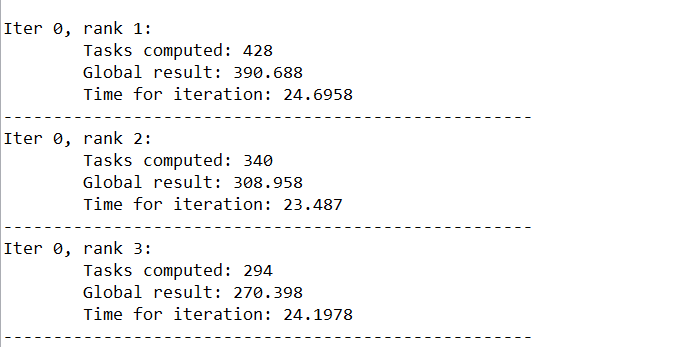 Iter 0, rank 1:
Tasks computed: 428
Global result: 390.688
Time for iteration: 24.6958
-----------------------------------------------------
Iter 0, rank 2:
Tasks computed: 340
Global result: 308.958
Time for iteration: 23.487
-----------------------------------------------------
Iter 0, rank 3:
Tasks computed: 294
Global result: 270.398
Time for iteration: 24.1978
-----------------------------------------------------